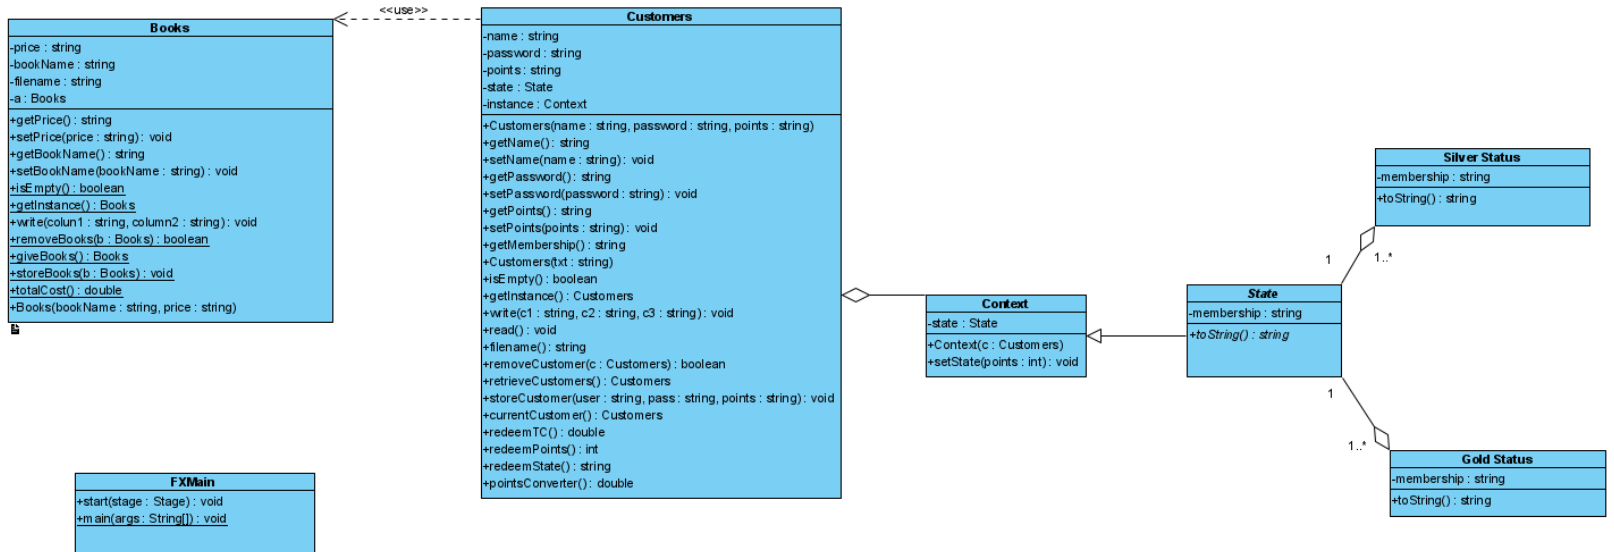 <<use>>
Books
-price : string
-bookName : string
-filename : string
-a : Books
+getPrice() : string
+setPrice(price : string) : void
+getBookName() : string
+setBookName(bookName : string) : void
+isEmpty() : boolean
+getInstance() : Books
+write(colun1 : string, column2 : string) : void
+removeBooks(b : Books) : boolean
+giveBooks() : Books
+storeBooks(b : Books) : void
+totalCost() : double
+Books(bookName : string, price : string)
Customers
-name : string
-password : string
-points : string
-state : State
-instance : Context
+Customers(name : string, password : string, points : string)
+getName() : string
+setName(name : string) : void
+getPassword() : string
+setPassword(password : string) : void
+getPoints() : string
+setPoints(points : string) : void
+getMembership() : string
+Customers(txt : string)
+isEmpty() : boolean
+getInstance() : Customers
+write(c1 : string, c2 : string, c3 : string) : void
+read() : void
+filename() : string
+removeCustomer(c : Customers) : boolean
+retrieveCustomers() : Customers
+storeCustomer(user : string, pass : string, points : string) : void
+currentCustomer() : Customers
+redeemTC() : double
+redeemPoints() : int
+redeemState() : string
+pointsConverter() : double
Context
-state : State
+Context(c : Customers)
+setState(points : int) : void
State
-membership : string
+toString() : string
Silver Status
-membership : string
+toString() : string
1
1..*
1
1..*
Gold Status
-membership : string
+toString() : string
FXMain
+start(stage : Stage) : void
+main(args : String[]) : void